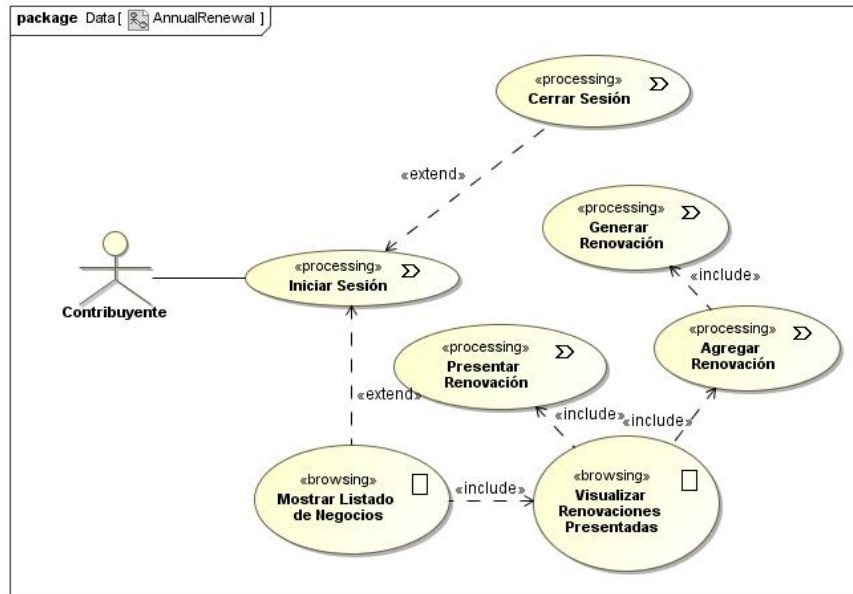 package Data [ AnnualRenewal ]
«processing»
Cerrar Sesión
«extend»
«processing»
Generar
Renovación
«include»
«processing»
Iniciar Sesión
Contribuyente
«processing»
Agregar
Renovación
«processing»
Presentar
Renovación
«extend»
«include»
«include»
«browsing»
Mostrar Listado
de Negocios
«include»
«browsing»
Visualizar
Renovaciones
Presentadas